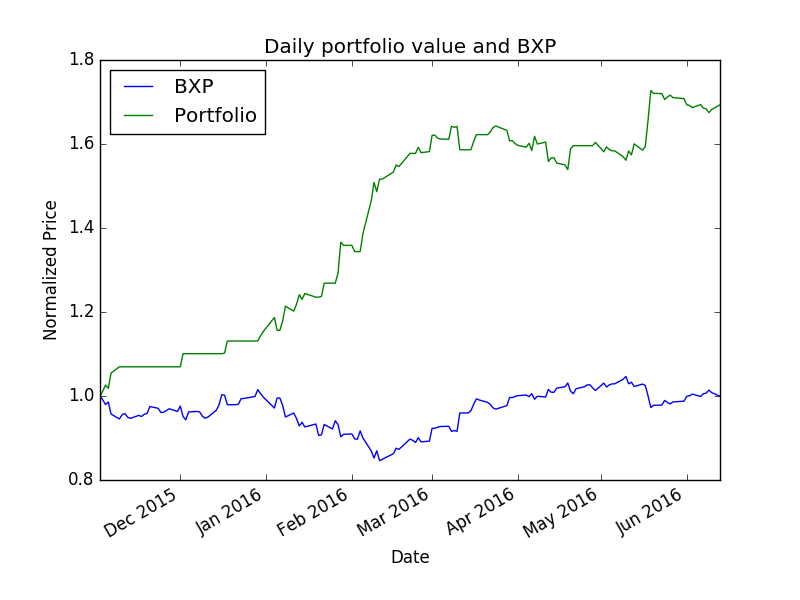 Daily portfolio value and BXP
1.8
1.6
1.4
1.2
1.0
0.8
Normalized Price
BXP
Portfolio
Dec 2015
Jan 2016
Feb 2016
Mar 2016
Apr 2016
May 2016
Jun 2016
Date